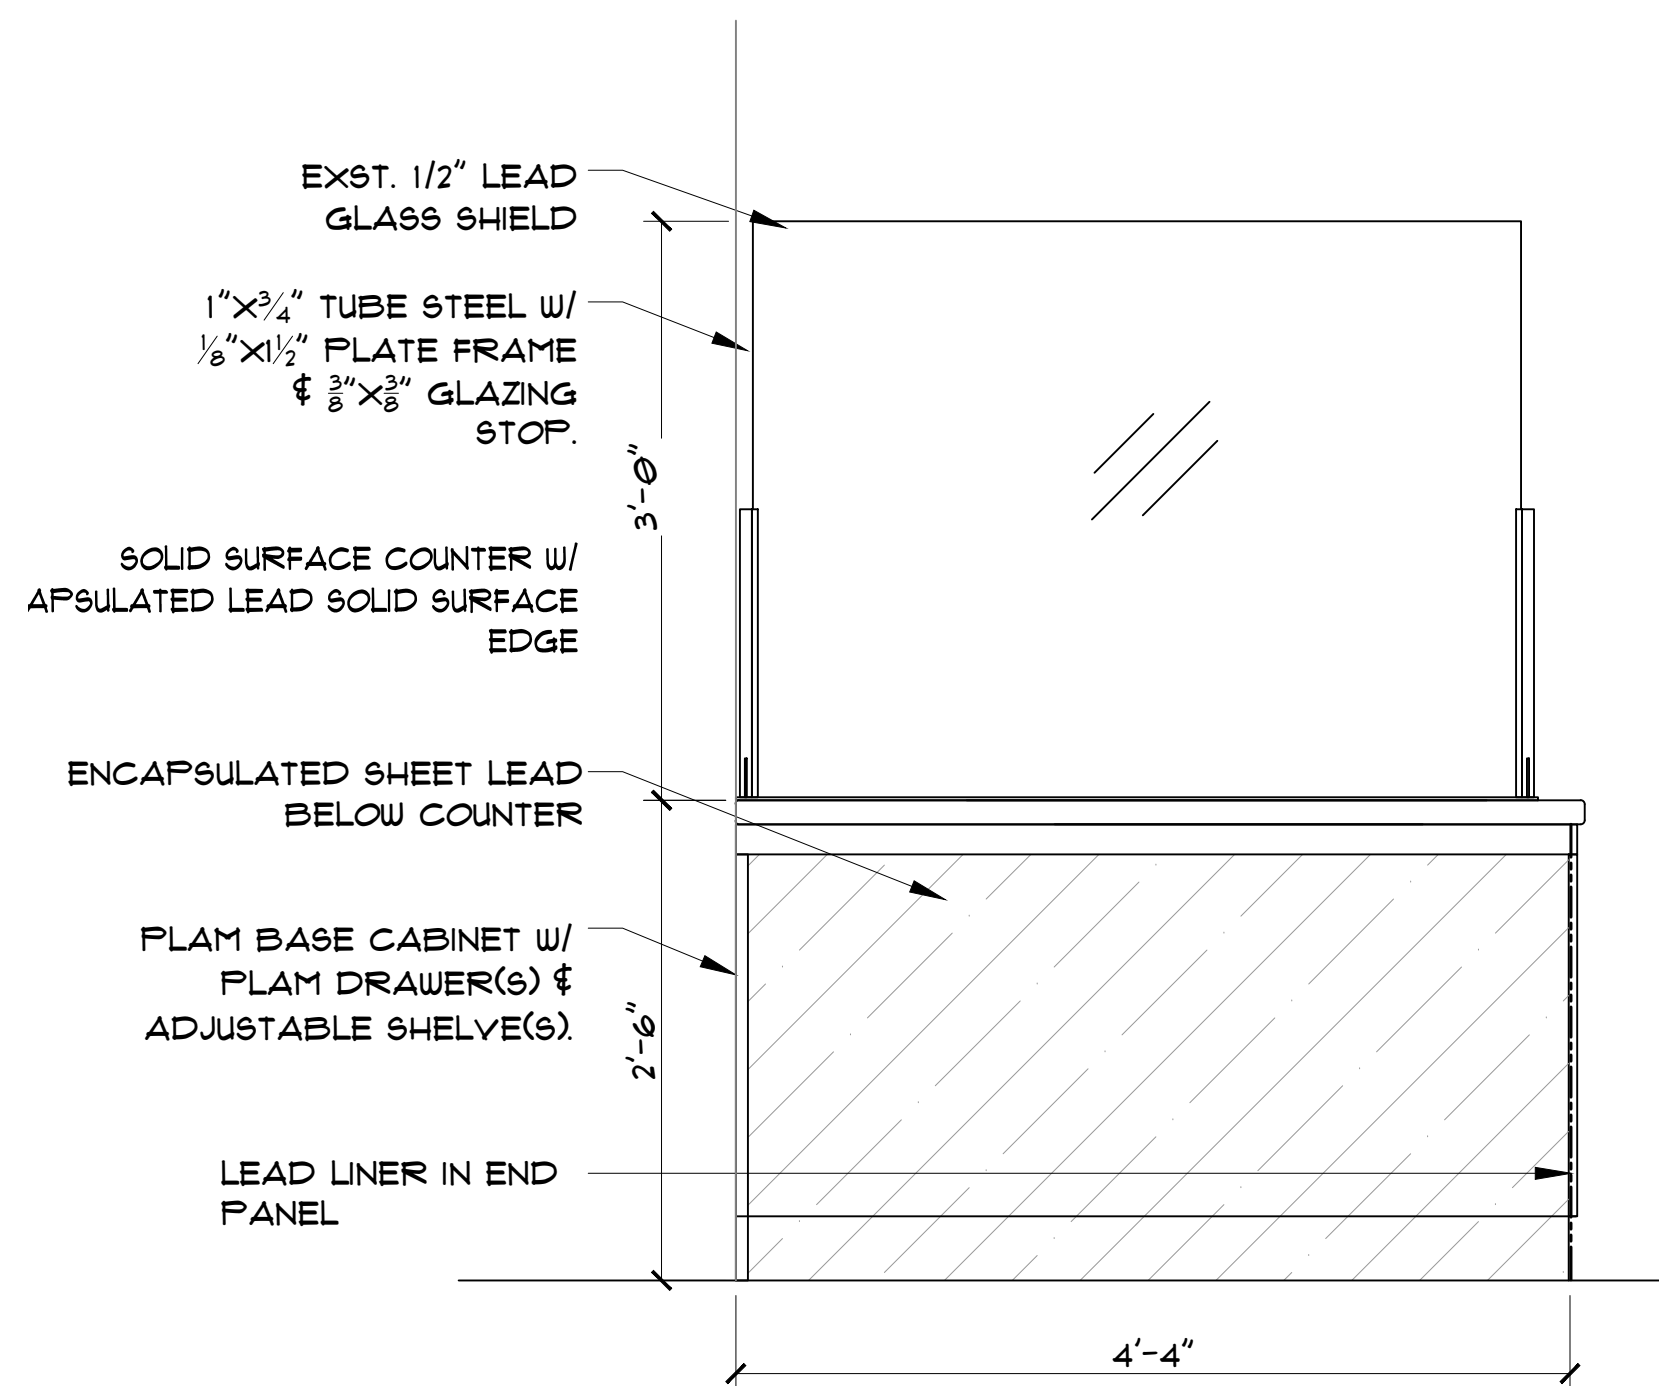 EXST. 1/2" LEAD
GLASS SHIELD
1"X3/4" TUBE STEEL W/
1/8"X1 1/2" PLATE FRAME
& 3/8"X3/8" GLAZING
STOP.
3'-0"
SOLID SURFACE COUNTER W/
APSULATED LEAD SOLID SURFACE
EDGE
ENCAPSULATED SHEET LEAD
BELOW COUNTER
PLAM BASE CABINET W/
PLAM DRAWER(S) &
ADJUSTABLE SHELVE(S).
2'-6"
LEAD LINER IN END
PANEL
4'-4"